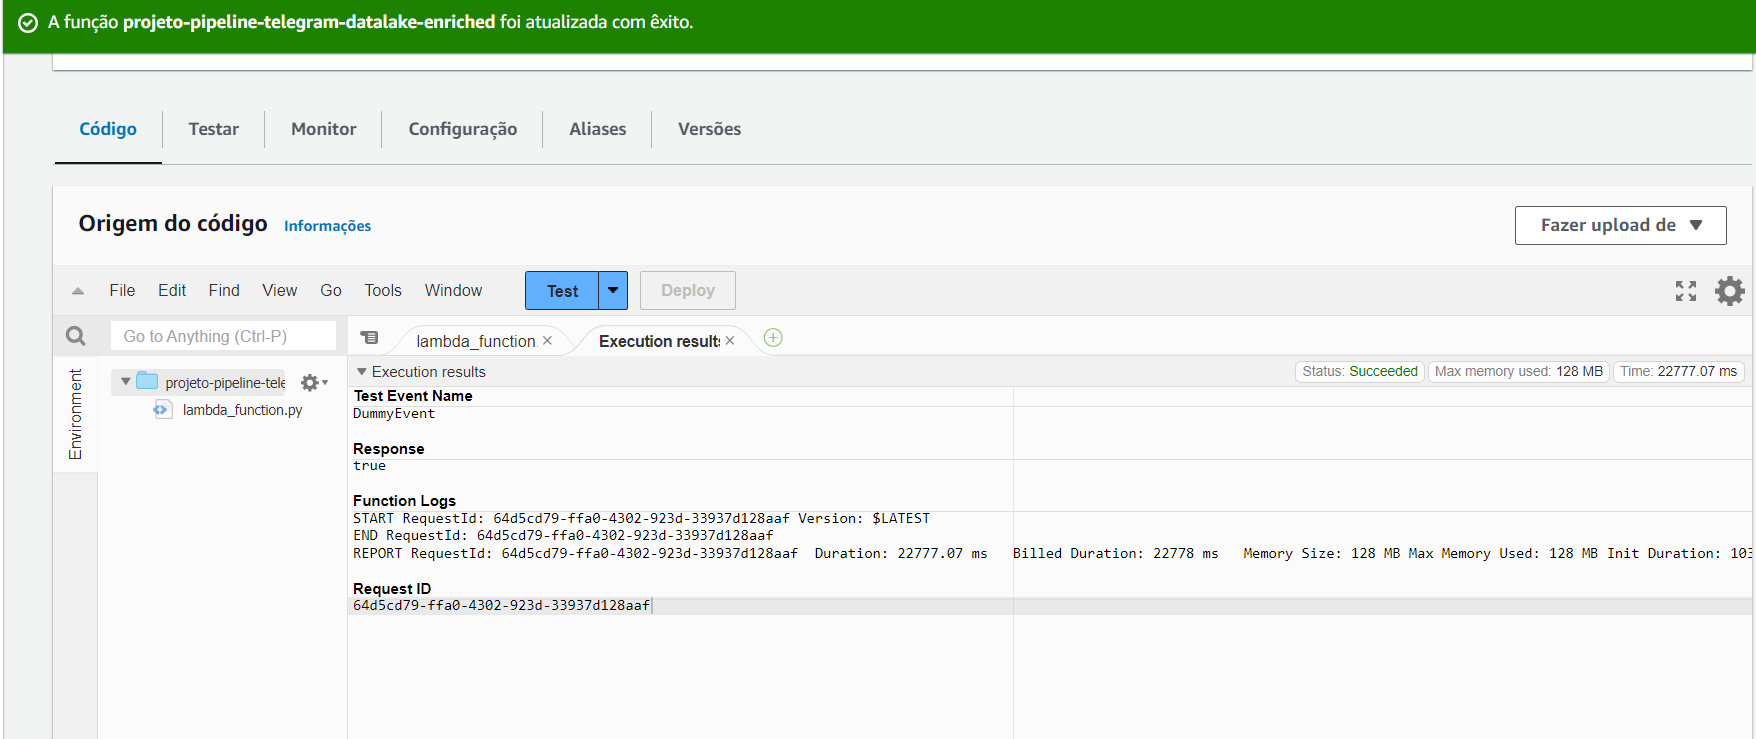 A função projeto-pipeline-telegram-datalake-enriched foi atualizada com êxito.
Código Testar Monitor Configuração Aliases Versões
Origem do código Informações Fazer upload de
File Edit Find View Go Tools Window Test Deploy
Go to Anything (Ctrl-P) lambda_function. Execution results
Environment
projeto-pipeline-tele
lambda_function.py
Execution results Status: Succeeded Max memory used: 128 MB Time: 22777.07 ms
Test Event Name
DummyEvent
Response
true
Function Logs
START RequestId: 64d5cd79-ffa0-4302-923d-33937d128aaf Version: $LATEST
END RequestId: 64d5cd79-ffa0-4302-923d-33937d128aaf
REPORT RequestId: 64d5cd79-ffa0-4302-923d-33937d128aaf Duration: 22777.07 ms Billed Duration: 22778 ms Memory Size: 128 MB Max Memory Used: 128 MB Init Duration: 103
Request ID
64d5cd79-ffa0-4302-923d-33937d128aaf